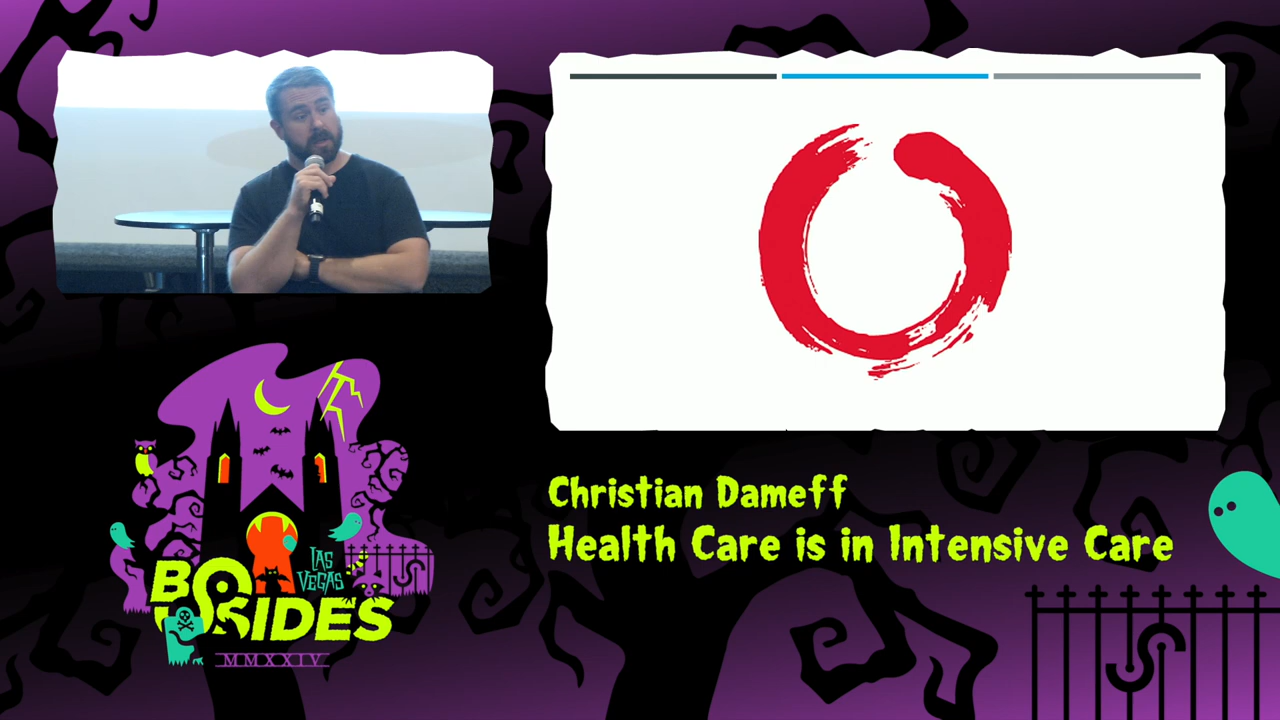 Christian Dameff
Health Care is in Intensive Care
LAS
VEGAS
BSIDES
MMXXIV